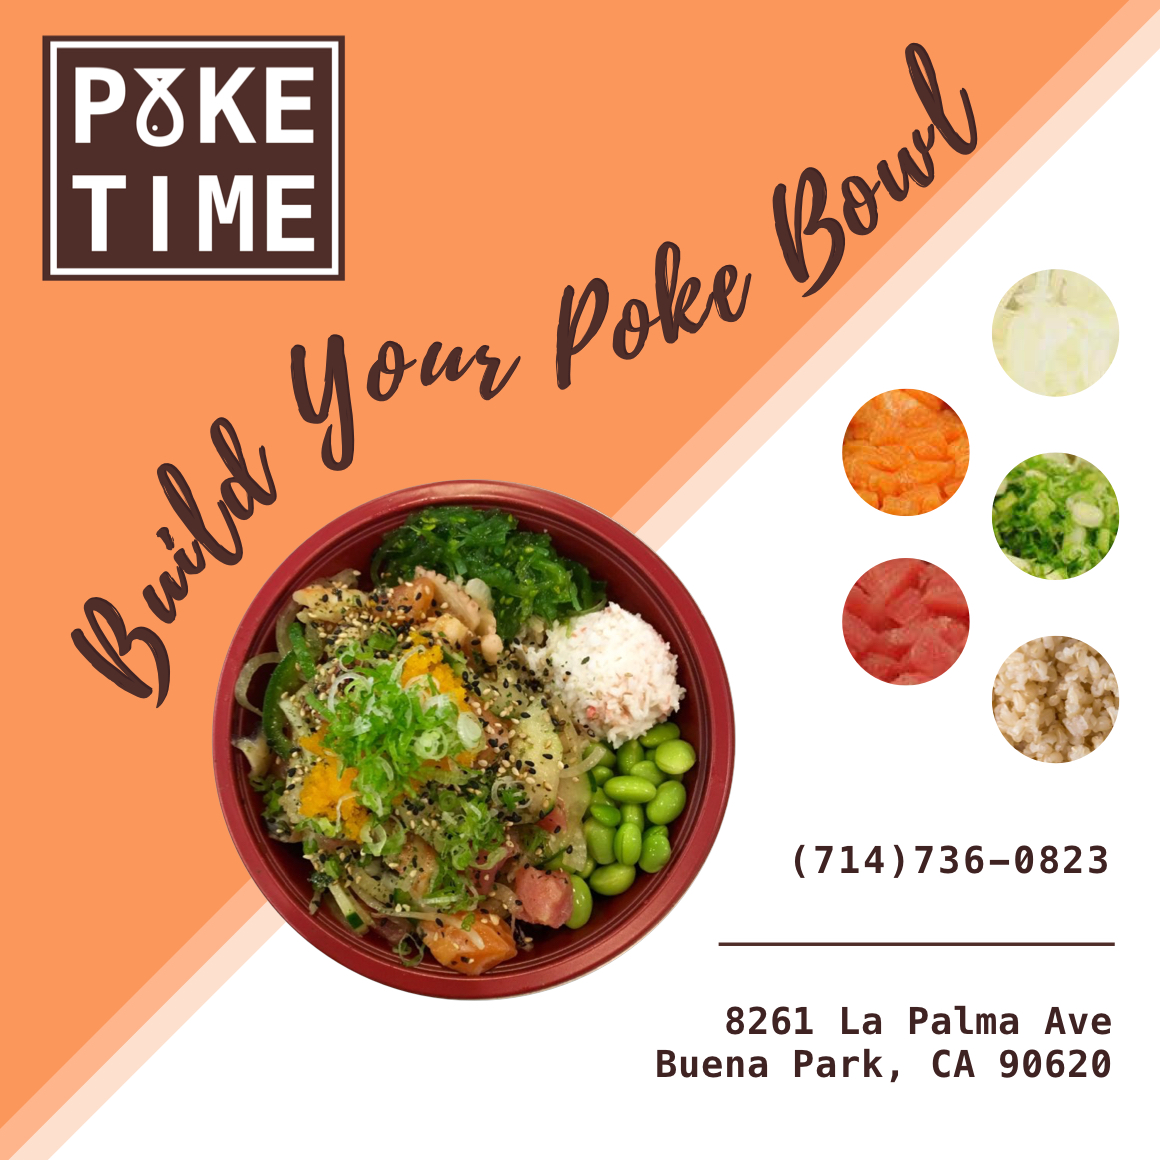 POKE
TIME
Build Your Poke Bowl
(714)736-0823
8261 La Palma Ave
Buena Park, CA 90620